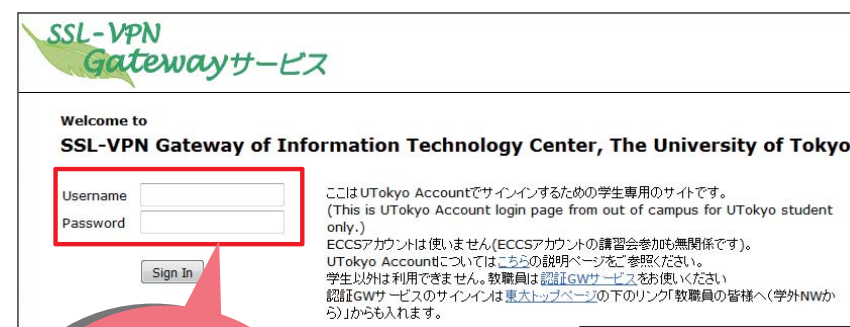 SSL-VPN
Gatewayサービス
Welcome to
SSL-VPN Gateway of Information Technology Center, The University of Tokyo
Username
Password
Sign In
ここはUTokyo Accountでサインインするための学生専用のサイトです。
(This is UTokyo Account login page from out of campus for UTokyo student
only.)
ECCSアカウントは使いません(ECCSアカウントの講習会参加も無関係です)。
UTokyo Accountについてはこちらの説明ページをご参照ください。
学生以外は利用できません。教職員は認証GWサービスをお使いください
認証GWサービスのサインインは東大トップページの下のリンク「教職員の皆様へ(学外NWか
ら)」からも入れます。